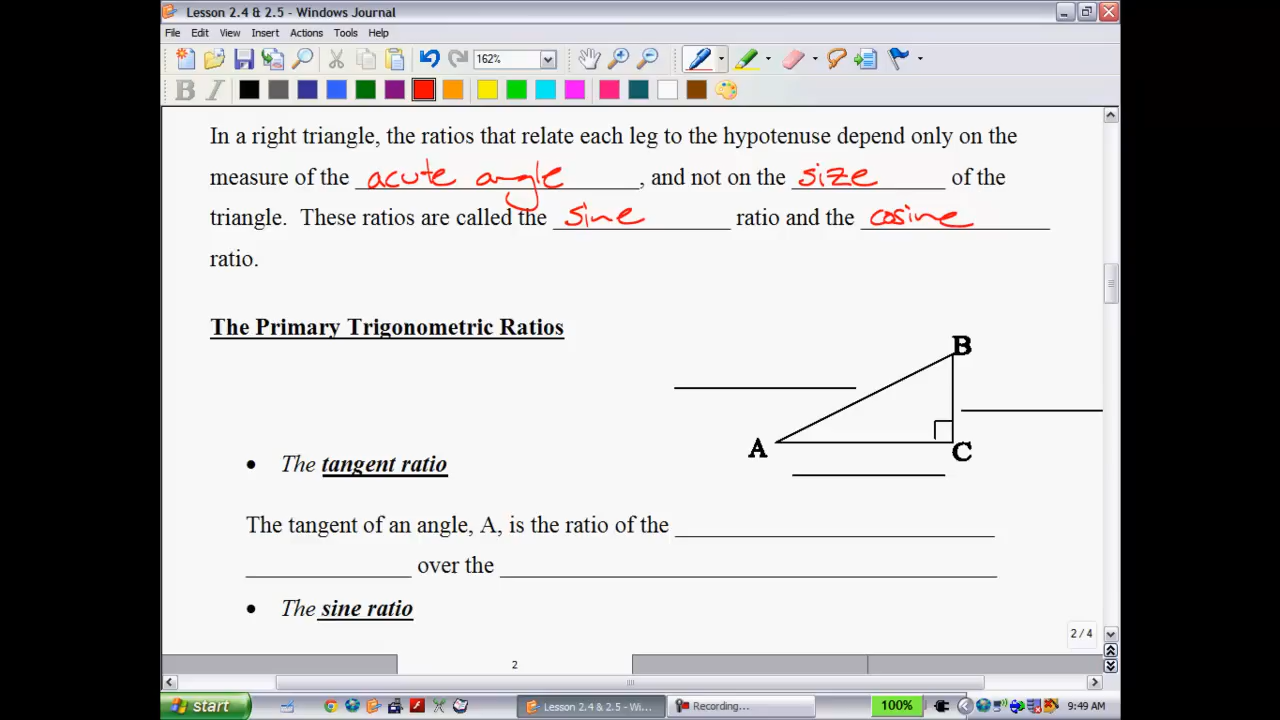 Lesson 2.4 & 2.5 - Windows Journal
File Edit View Insert Actions Tools Help
162%
B I
In a right triangle, the ratios that relate each leg to the hypotenuse depend only on the
measure of the acute angle, and not on the size of the
triangle. These ratios are called the sine ratio and the cosine
ratio.
The Primary Trigonometric Ratios
B
A
C
• The tangent ratio
The tangent of an angle, A, is the ratio of the
over the
• The sine ratio
2 / 4
2
start
Lesson 2.4 & 2.5 - Wi...
Recording...
100%
9:49 AM